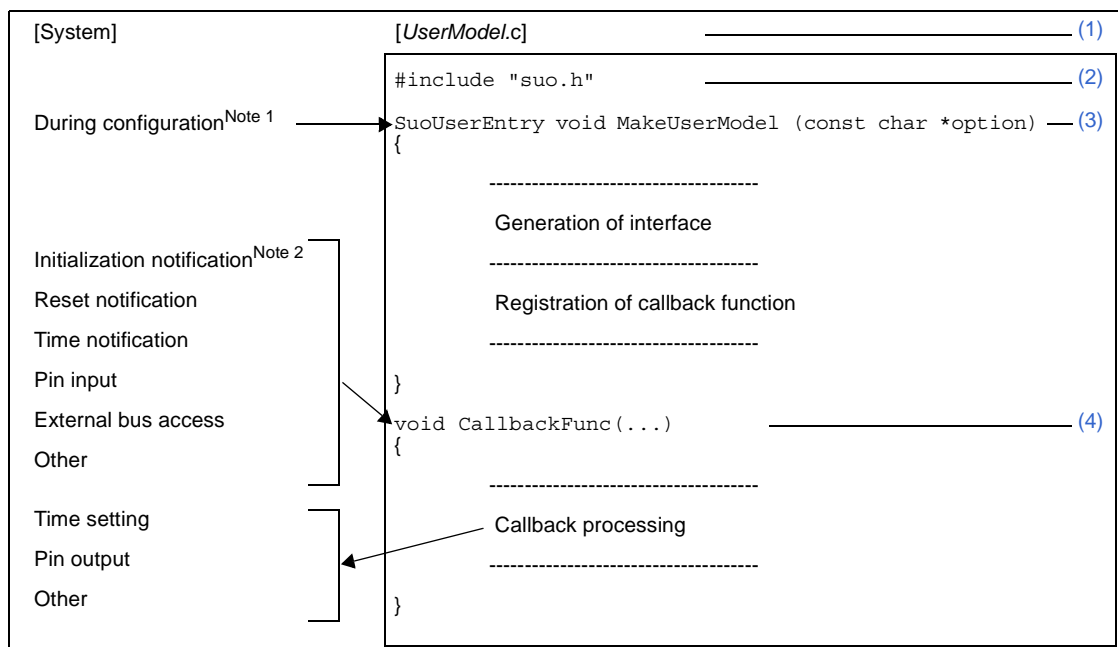 [System] [UserModel.c] (1)
#include "suo.h" (2)
During configurationNote 1 SuoUserEntry void MakeUserModel (const char *option) (3)
{
--------------------------------------
Generation of interface
Initialization notificationNote 2
--------------------------------------
Reset notification Registration of callback function
Time notification --------------------------------------
Pin input }
External bus access void CallbackFunc(...) (4)
{
Other
--------------------------------------
Time setting Callback processing
Pin output --------------------------------------
Other }